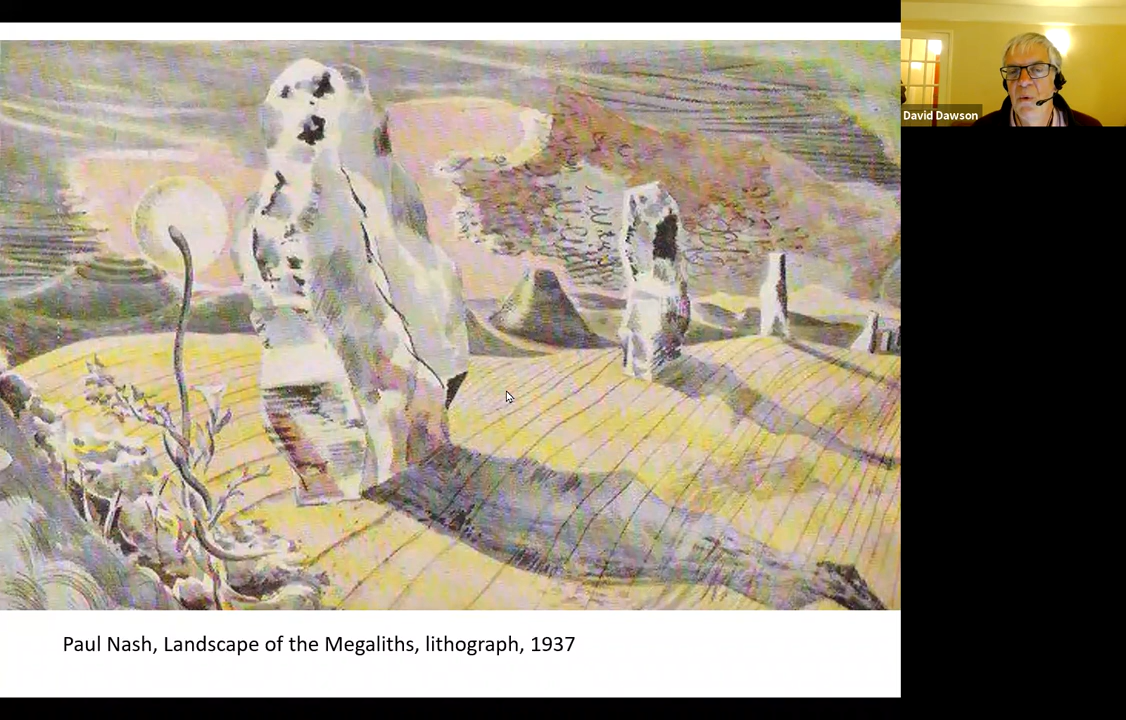 David Dawson
Paul Nash, Landscape of the Megaliths, lithograph, 1937